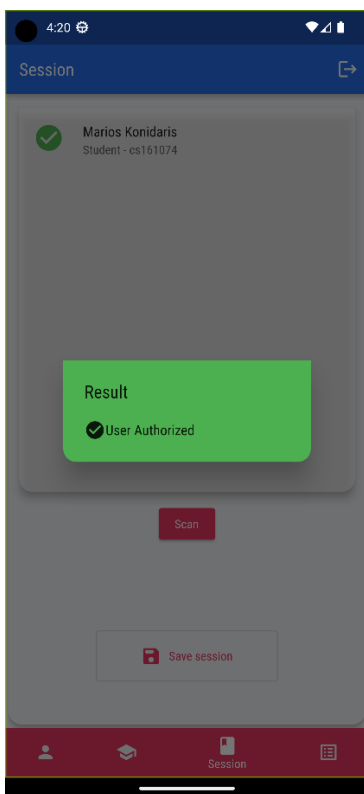 4:20
Session
Marios Konidaris
Student - cs161074
Result
User Authorized
Scan
Save session
Session